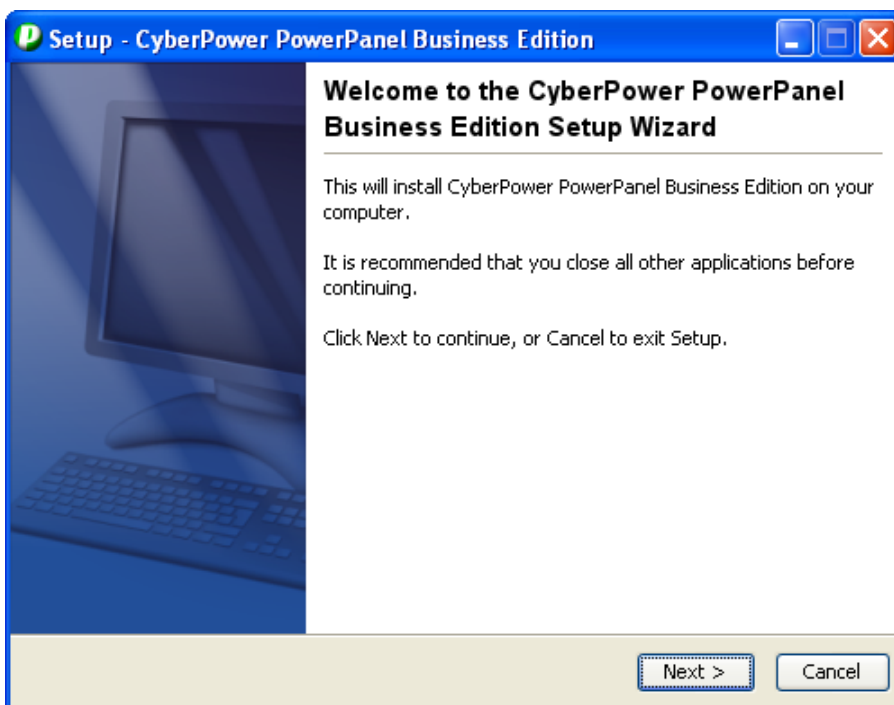 Setup - CyberPower PowerPanel Business Edition
Welcome to the CyberPower PowerPanel
Business Edition Setup Wizard
This will install CyberPower PowerPanel Business Edition on your
computer.
It is recommended that you close all other applications before
continuing.
Click Next to continue, or Cancel to exit Setup.
Next >
Cancel